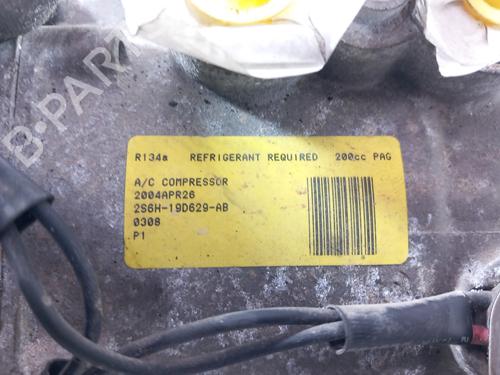 B-PARTS
R134a REFRIGERANT REQUIRED 200cc PAG
A/C COMPRESSOR
2004APR26
2S6H-19D629-AB
0308
P1